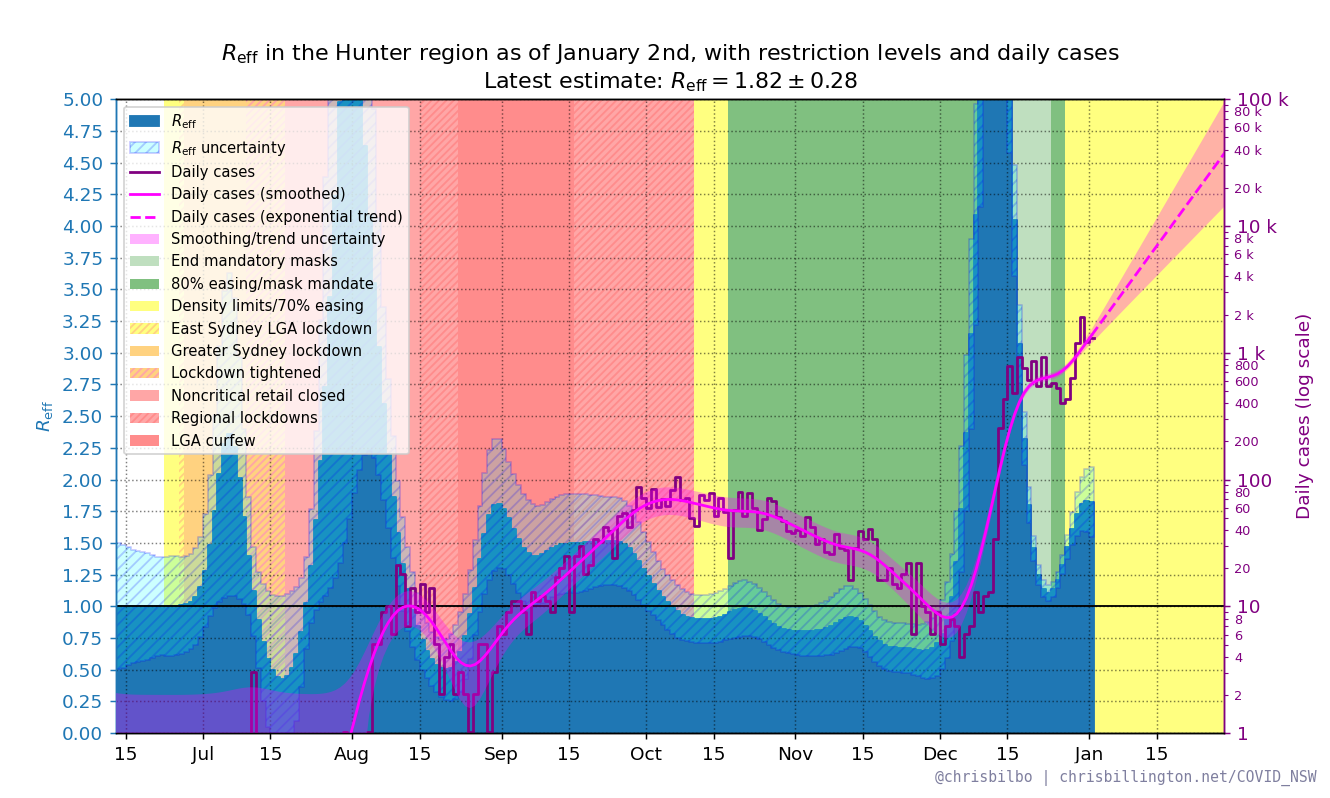 Reff in the Hunter region as of January 2nd, with restriction levels and daily cases
Latest estimate: Reff = 1.82 ± 0.28
5.00
4.75
4.50
4.25
4.00
3.75
3.50
3.25
3.00
2.75
2.50
2.25
2.00
1.75
1.50
1.25
1.00
0.75
0.50
0.25
0.00
Reff
Reff
Reff uncertainty
Daily cases
Daily cases (smoothed)
Daily cases (exponential trend)
Smoothing/trend uncertainty
End mandatory masks
80% easing/mask mandate
Density limits/70% easing
East Sydney LGA lockdown
Greater Sydney lockdown
Lockdown tightened
Noncritical retail closed
Regional lockdowns
LGA curfew
100 k
80 k
60 k
40 k
20 k
10 k
8 k
6 k
4 k
2 k
1 k
800
600
400
200
100
80
60
40
20
10
8
6
4
2
1
Daily cases (log scale)
15 Jul 15 Aug 15 Sep 15 Oct 15 Nov 15 Dec 15 Jan 15
@chrisbilbo | chrisbillington.net/COVID_NSW